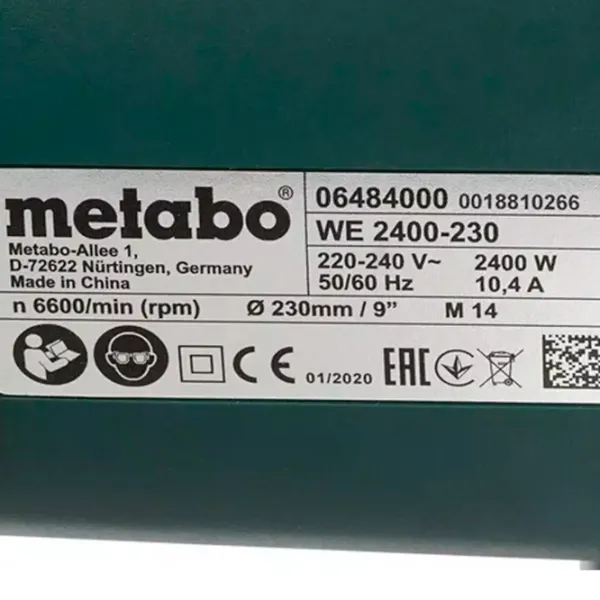 metabo®
Metabo-Allee 1,
D-72622 Nürtingen, Germany
Made in China
06484000 0018810266
WE 2400-230
220-240 V~ 2400 W
50/60 Hz 10,4 A
n 6600/min (rpm) Ø 230mm / 9” M 14
CE 01/2020 EAC